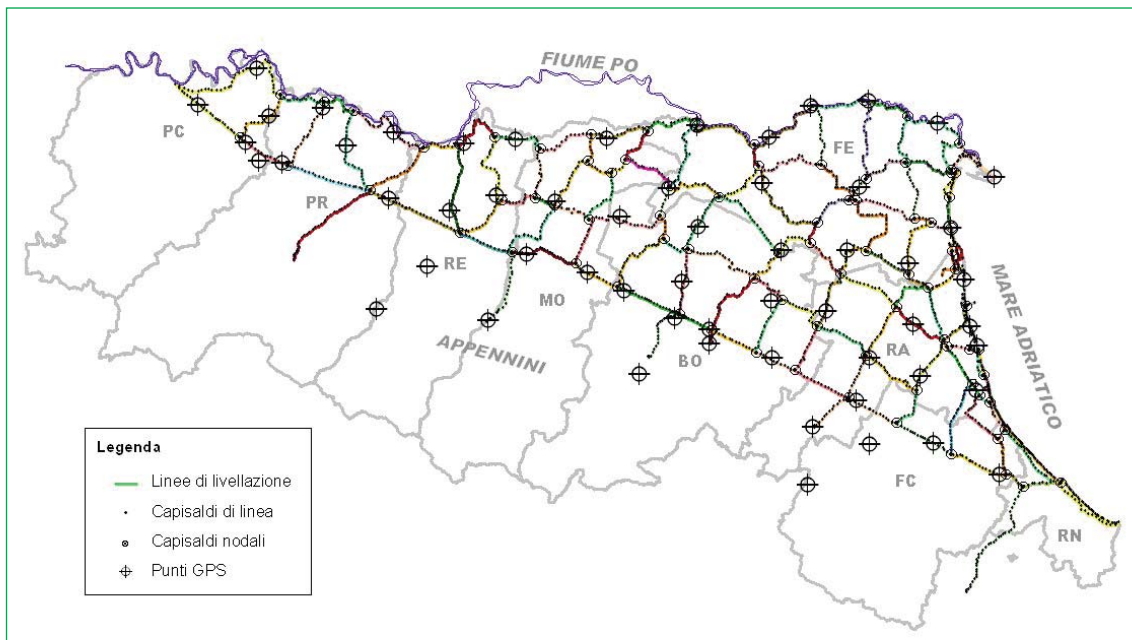 FIUME PO
PC
FE
PR
RE
MO
MARE ADRIATICO
APPENNINI
BO
RA
FC
RN
Legenda
Linee di livellazione
Capisaldi di linea
Capisaldi nodali
Punti GPS